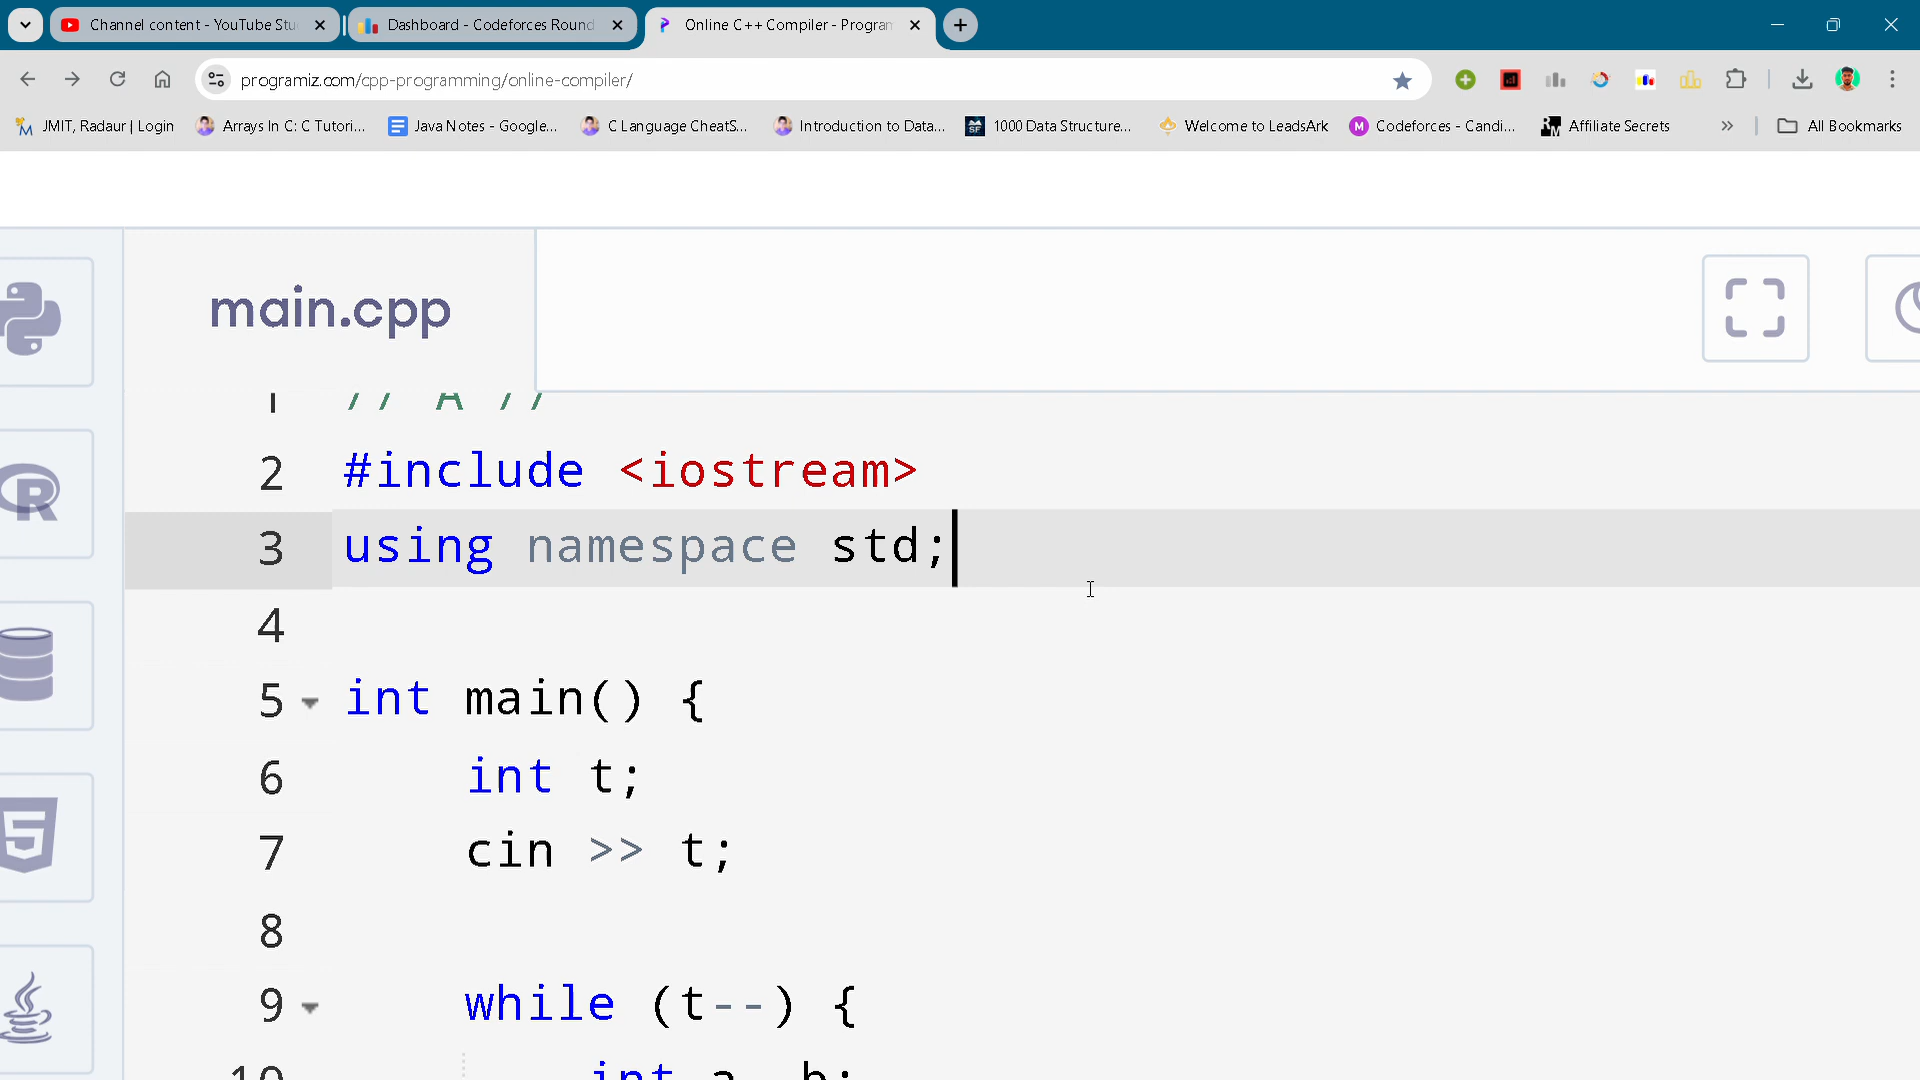 Channel content - YouTube Stu
Dashboard - Codeforces Round
Online C++ Compiler - Program
programiz.com/cpp-programming/online-compiler/
JMIT, Radaur | Login
Arrays In C: C Tutori...
Java Notes - Google...
C Language CheatS...
Introduction to Data...
1000 Data Structure...
Welcome to LeadsArk
Codeforces - Candi...
Affiliate Secrets
» All Bookmarks
main.cpp
1 // A //
2 #include <iostream>
3 using namespace std;
4
5 int main() {
6 int t;
7 cin >> t;
8
9 while (t--) {
10 int a, b;